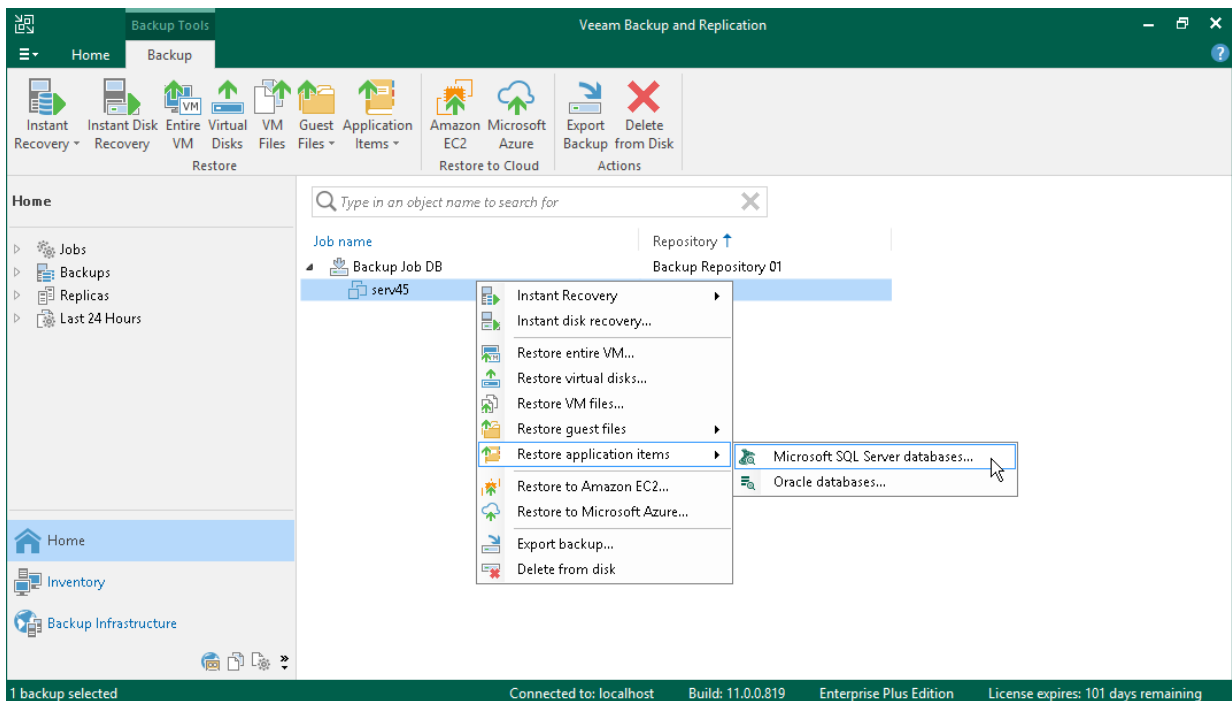 Backup Tools
Veeam Backup and Replication
Home Backup
Instant Recovery
Instant Disk Recovery
Entire VM
Virtual Disks
VM Files
Guest Files
Application Items
Amazon EC2
Microsoft Azure
Export Backup
Delete from Disk
Restore
Restore to Cloud
Actions
Home
Type in an object name to search for
Jobs
Backups
Replicas
Last 24 Hours
Job name Repository
Backup Job DB Backup Repository 01
serv45
Instant Recovery
Instant disk recovery...
Restore entire VM...
Restore virtual disks...
Restore VM files...
Restore guest files
Restore application items
Microsoft SQL Server databases...
Oracle databases...
Restore to Amazon EC2...
Restore to Microsoft Azure...
Export backup...
Delete from disk
Home
Inventory
Backup Infrastructure
1 backup selected Connected to: localhost Build: 11.0.0.819 Enterprise Plus Edition License expires: 101 days remaining